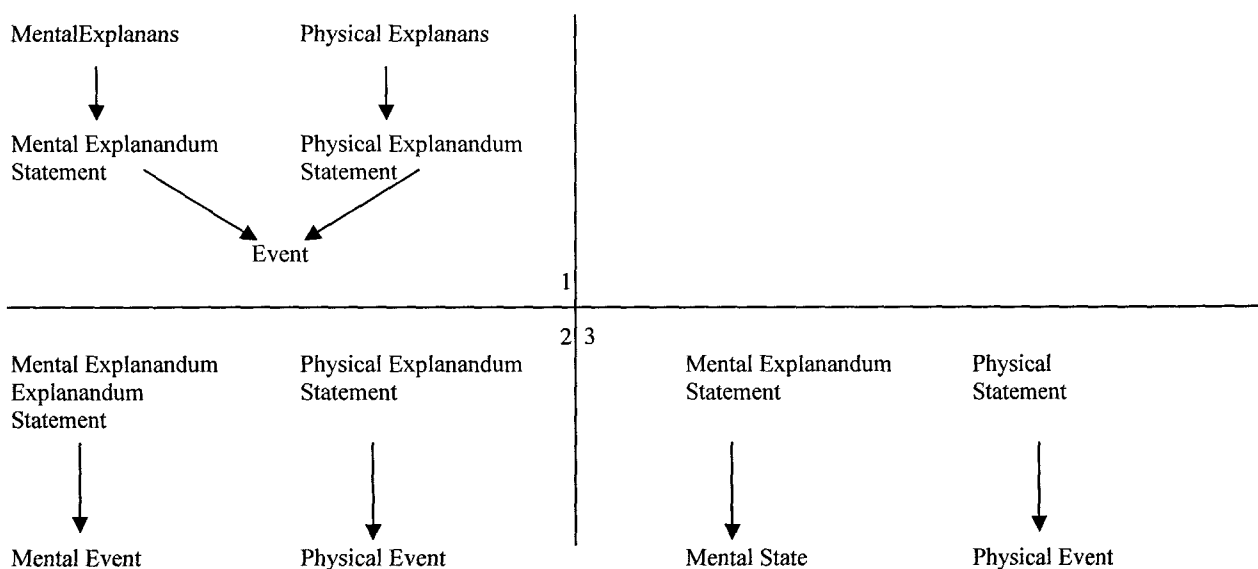 MentalExplanans
Physical Explanans
Mental Explanandum
Statement
Physical Explanandum
Statement
Event
1
2
3
Mental Explanandum
Explanandum
Statement
Physical Explanandum
Statement
Mental Event
Physical Event
Mental Explanandum
Statement
Physical
Statement
Mental State
Physical Event